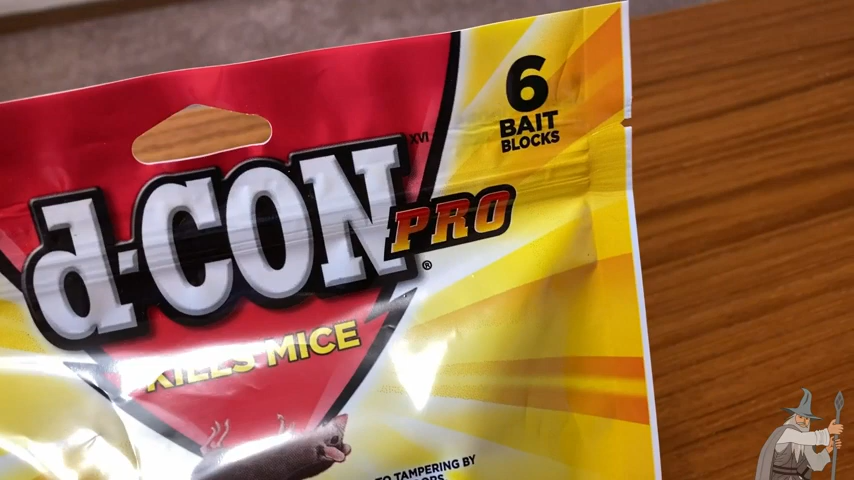 6
BAIT
BLOCKS
XVI
d-CON
PRO
®
KILLS MICE
TO TAMPERING BY